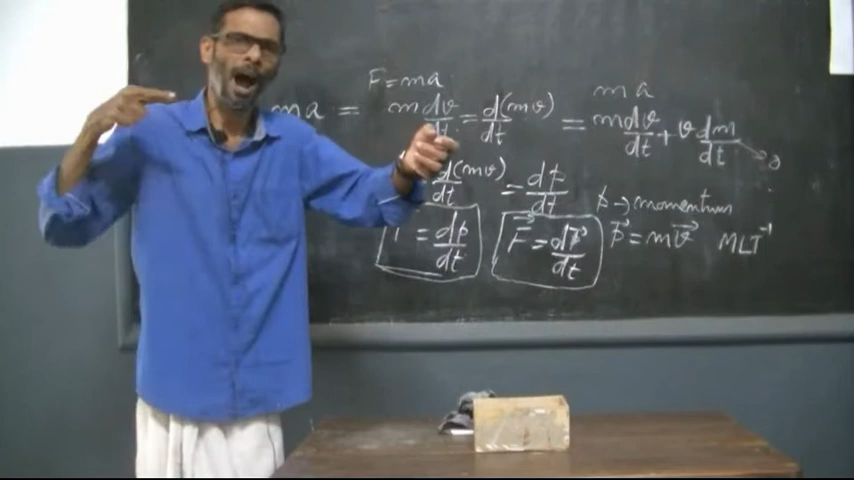 F = ma
ma = m dv/dt = d(mv)/dt =
ma
m dv/dt + v dm/dt → 0
d(mv)/dt = dp/dt
p → momentum
= dp/dt
F⃗ = dP⃗/dt
p⃗ = mv⃗ MLT⁻¹